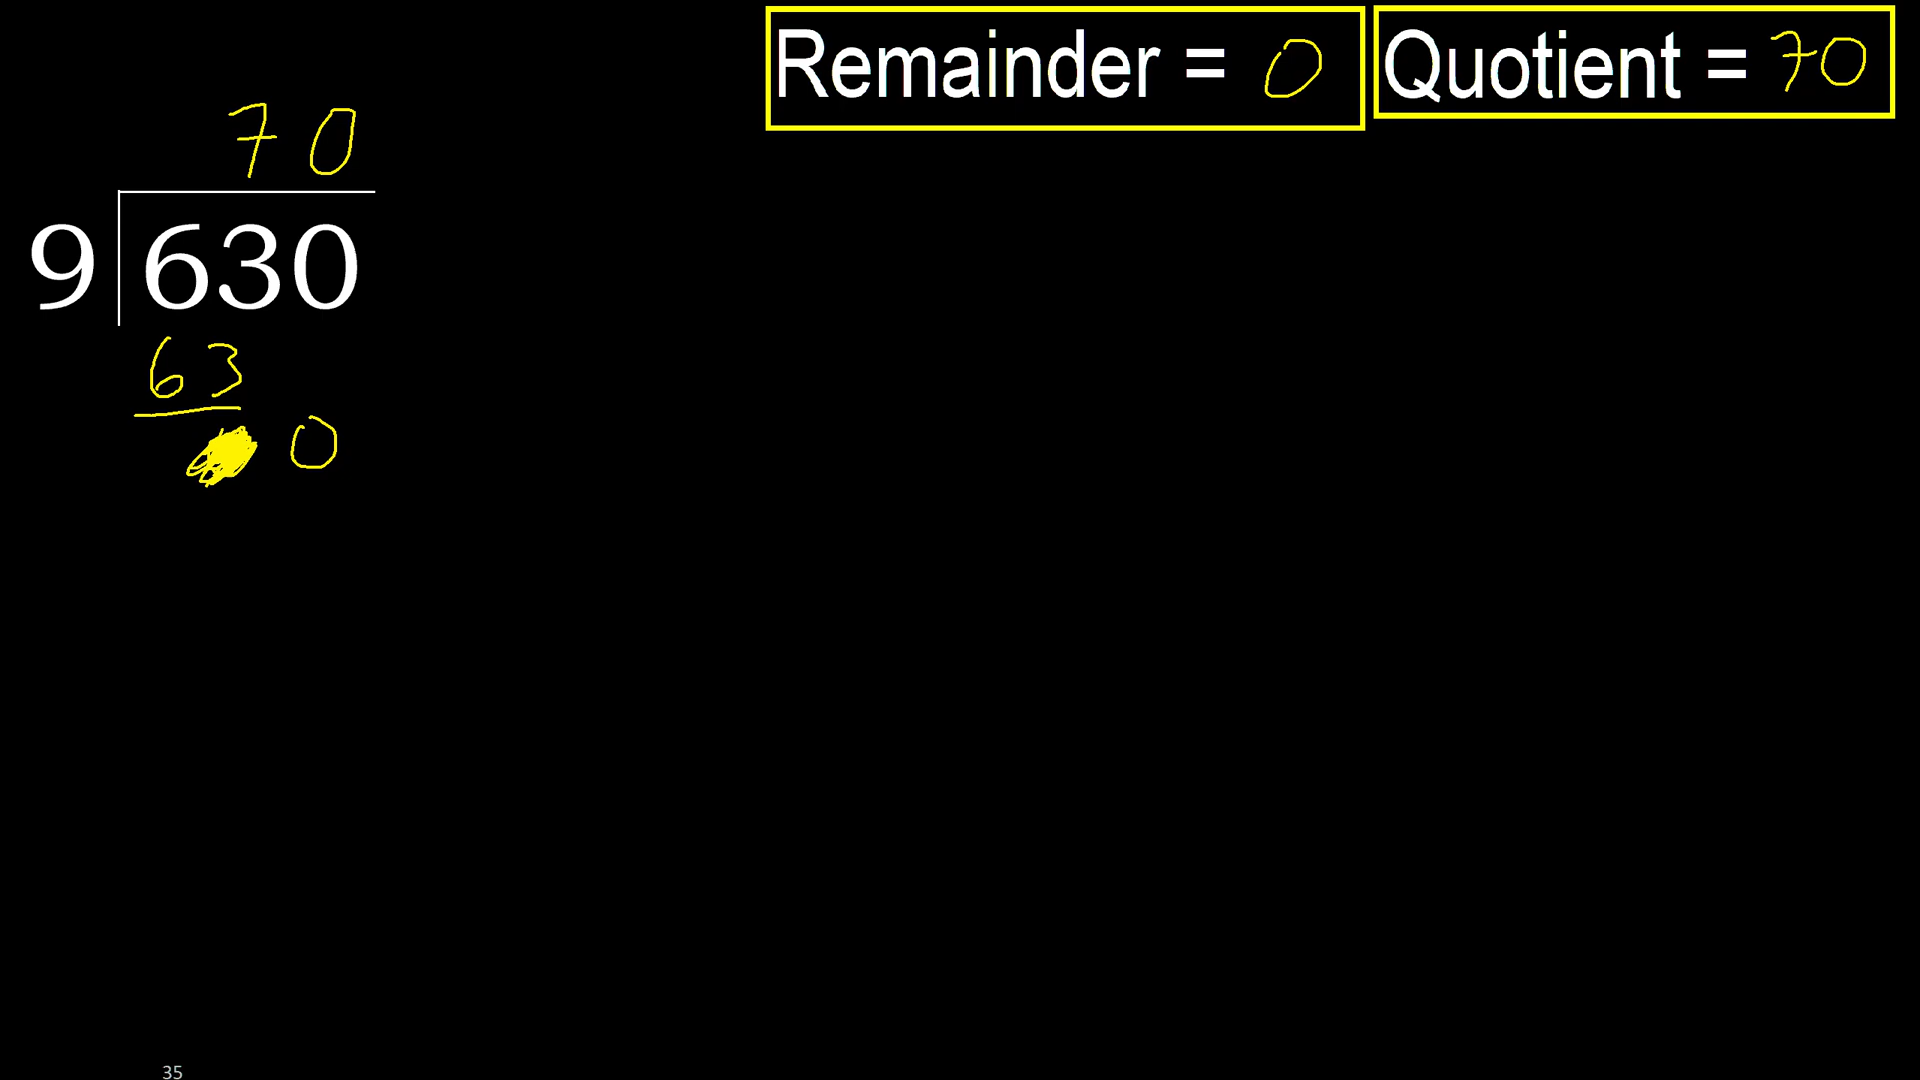 Remainder = 0
Quotient = 70
70
9 630
63
0
35